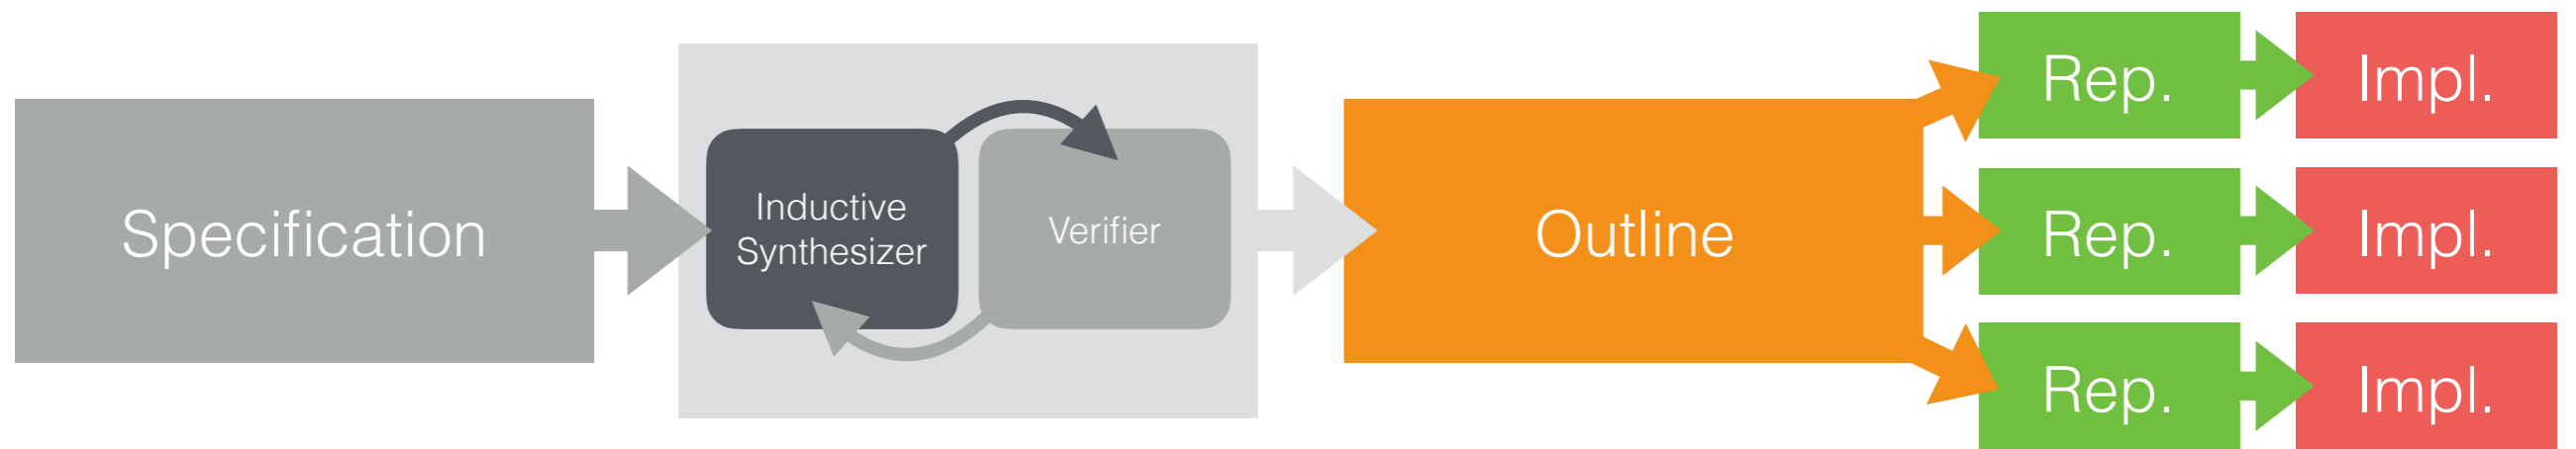 Specification
Inductive
Synthesizer
Verifier
Outline
Rep.
Impl.
Rep.
Impl.
Rep.
Impl.